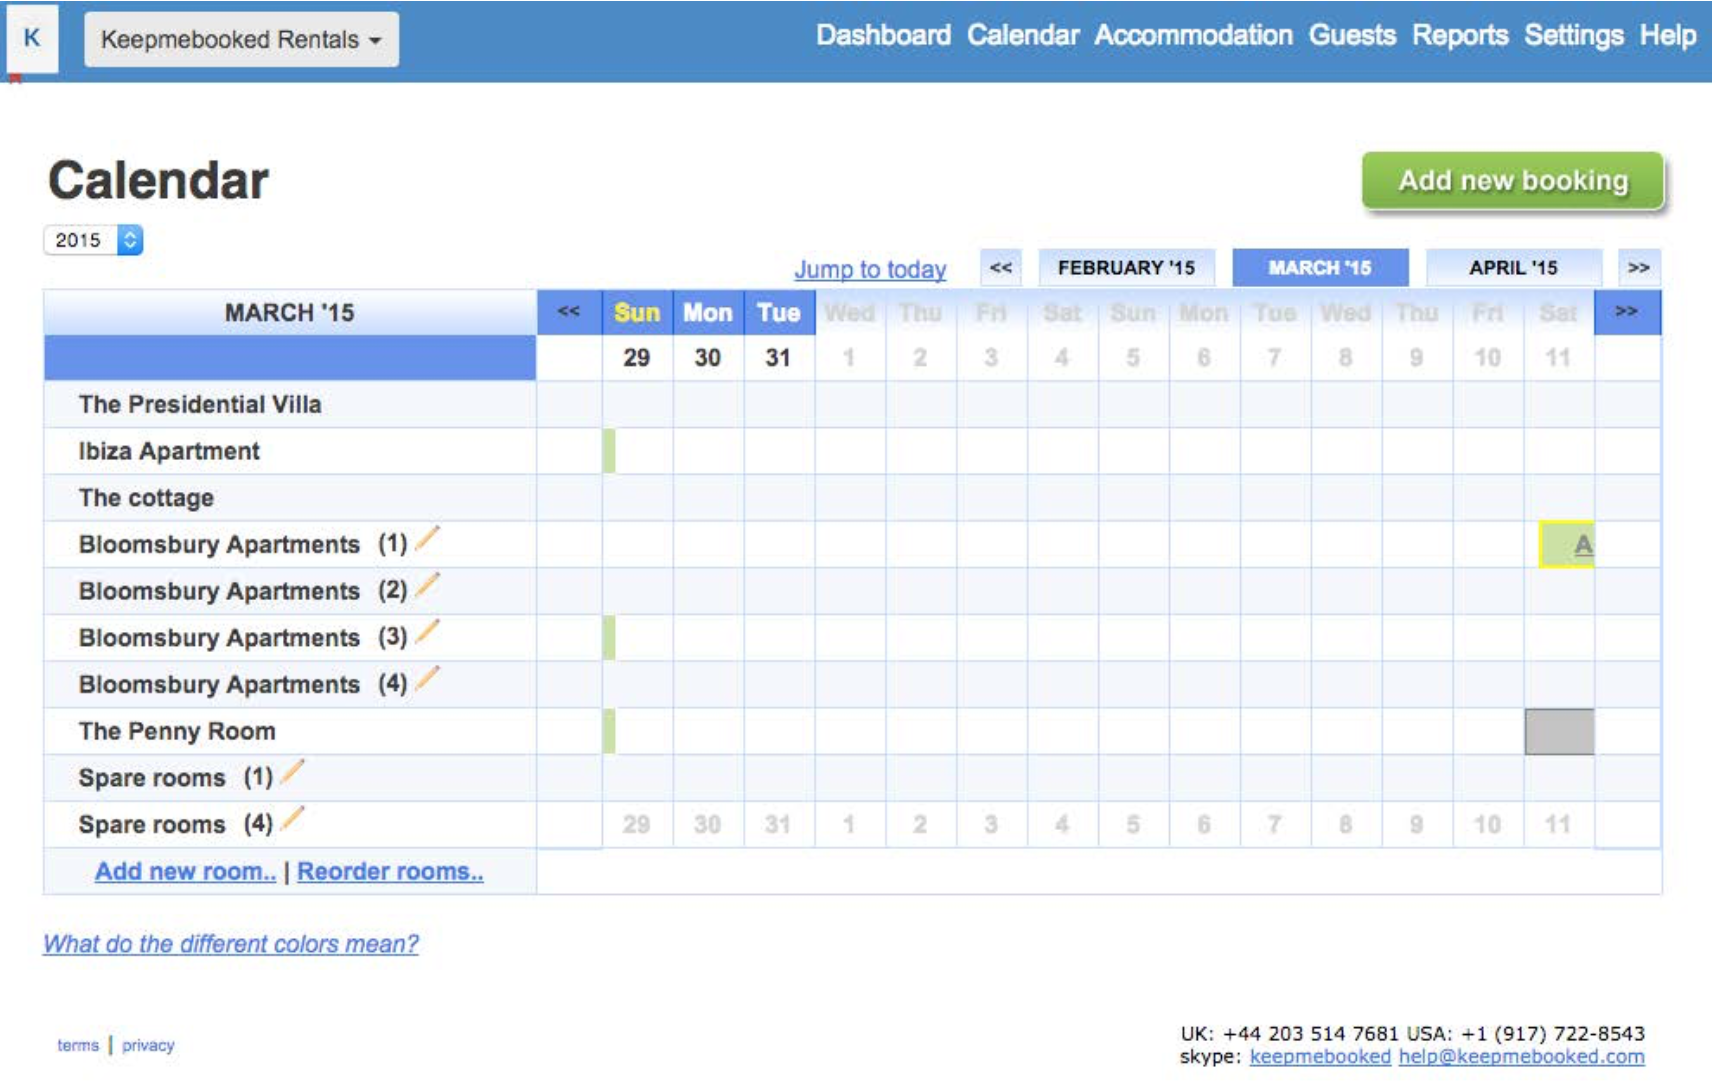 K Keepmebooked Rentals Dashboard Calendar Accommodation Guests Reports Settings Help
Calendar
Add new booking
2015
Jump to today << FEBRUARY '15 MARCH '15 APRIL '15 >>
MARCH '15 << Sun Mon Tue Wed Thu Fri Sat Sun Mon Tue Wed Thu Fri Sat >>
29 30 31 1 2 3 4 5 6 7 8 9 10 11
The Presidential Villa
Ibiza Apartment
The cottage
Bloomsbury Apartments (1) A
Bloomsbury Apartments (2)
Bloomsbury Apartments (3)
Bloomsbury Apartments (4)
The Penny Room
Spare rooms (1)
Spare rooms (4) 29 30 31 1 2 3 4 5 6 7 8 9 10 11
Add new room.. | Reorder rooms..
What do the different colors mean?
terms | privacy
UK: +44 203 514 7681 USA: +1 (917) 722-8543
skype: keepmebooked help@keepmebooked.com